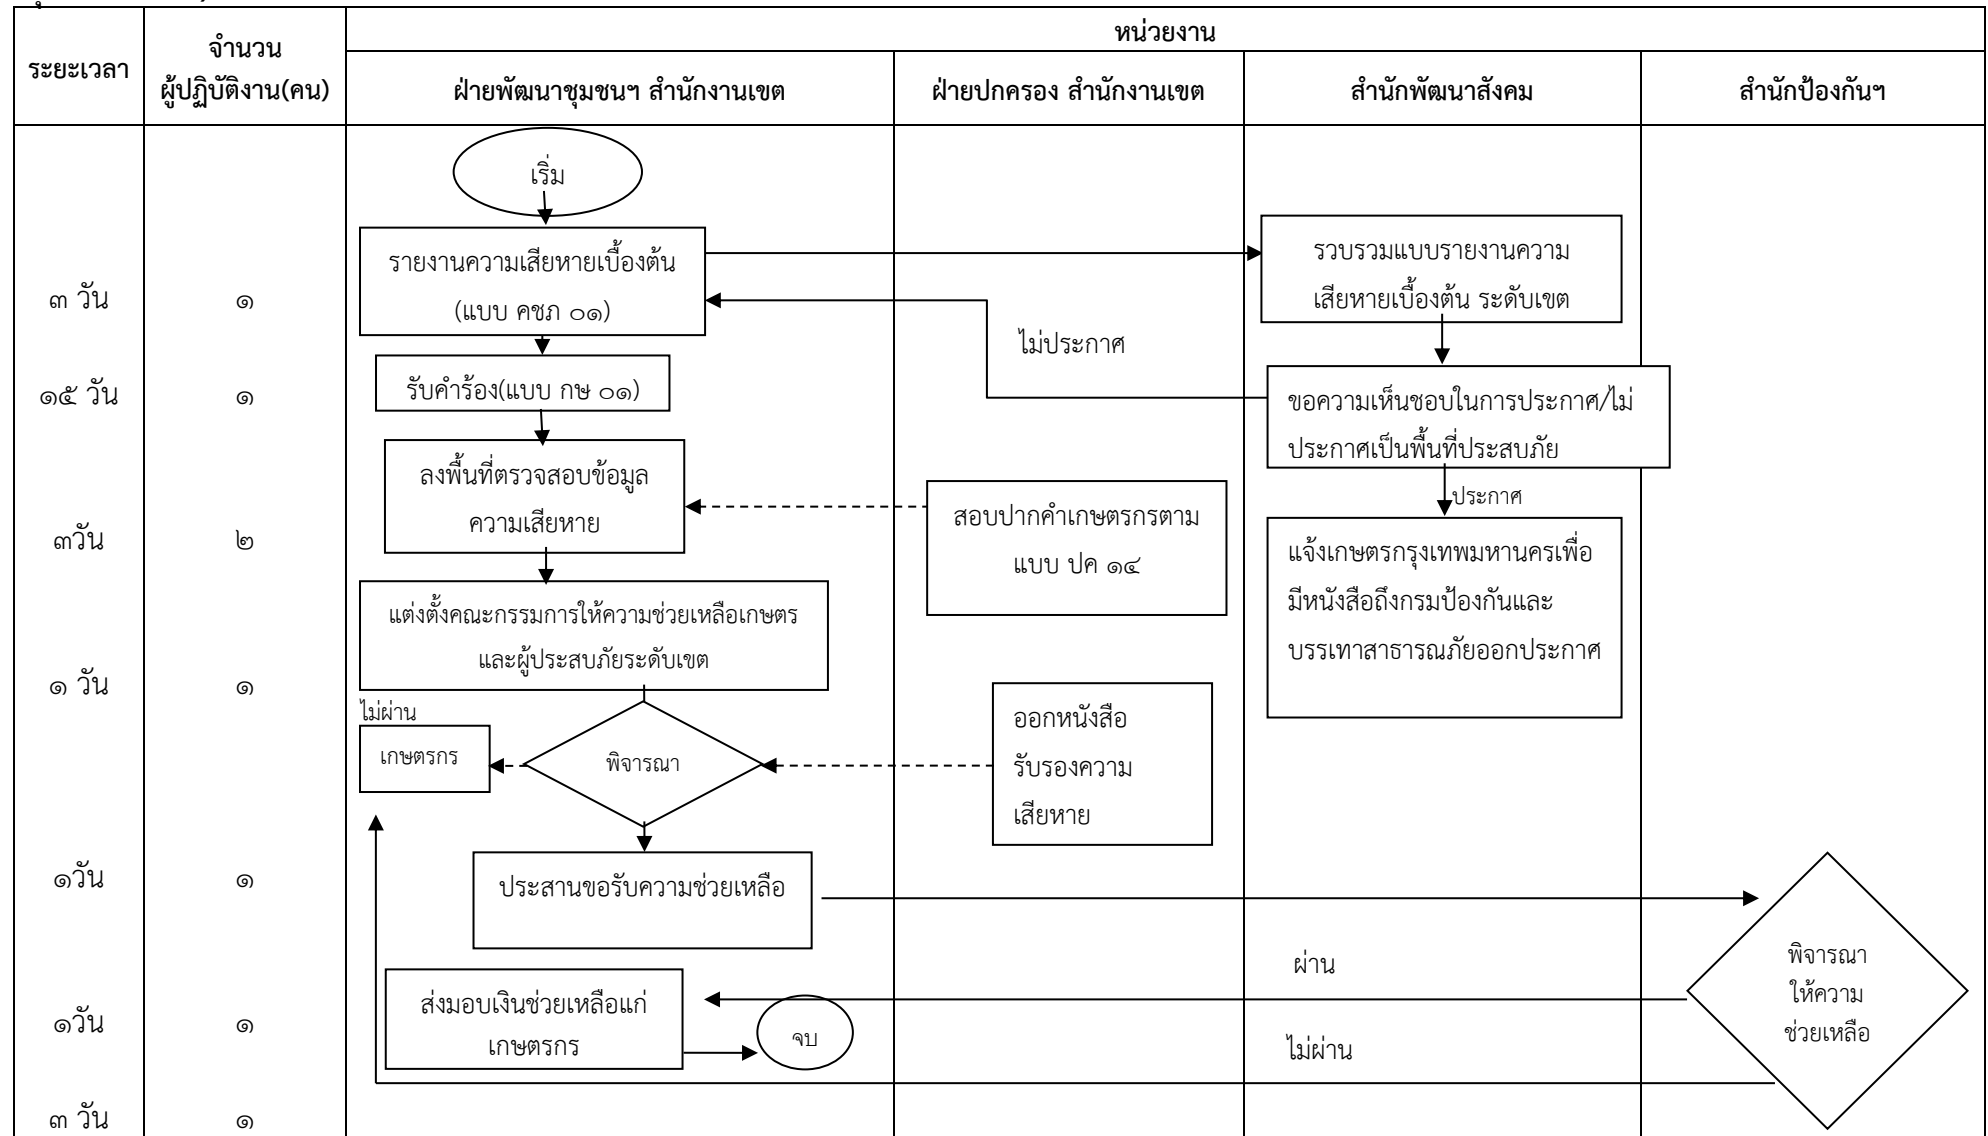 หน่วยงาน
ระยะเวลา
จำนวน
ผู้ปฏิบัติงาน(คน)
ฝ่ายพัฒนาชุมชนฯ สำนักงานเขต
ฝ่ายปกครอง สำนักงานเขต
สำนักพัฒนาสังคม
สำนักป้องกันฯ
เริ่ม
รายงานความเสียหายเบื้องต้น
(แบบ คชภ ๐๑)
รวบรวมแบบรายงานความ
เสียหายเบื้องต้น ระดับเขต
๓ วัน
๑
ไม่ประกาศ
๑๕ วัน
๑
รับคำร้อง(แบบ กษ ๐๑)
ขอความเห็นชอบในการประกาศ/ไม่
ประกาศเป็นพื้นที่ประสบภัย
ประกาศ
๓วัน
๒
ลงพื้นที่ตรวจสอบข้อมูล
ความเสียหาย
สอบปากคำเกษตรกรตาม
แบบ ปค ๑๔
แจ้งเกษตรกรุงเทพมหานครเพื่อ
มีหนังสือถึงกรมป้องกันและ
บรรเทาสาธารณภัยออกประกาศ
๑ วัน
๑
แต่งตั้งคณะกรรมการให้ความช่วยเหลือเกษตร
และผู้ประสบภัยระดับเขต
ไม่ผ่าน
เกษตรกร
พิจารณา
ออกหนังสือ
รับรองความ
เสียหาย
๑วัน
๑
ประสานขอรับความช่วยเหลือ
พิจารณา
ให้ความ
ช่วยเหลือ
ผ่าน
๑วัน
๑
ส่งมอบเงินช่วยเหลือแก่
เกษตรกร
จบ
ไม่ผ่าน
๓ วัน
๑